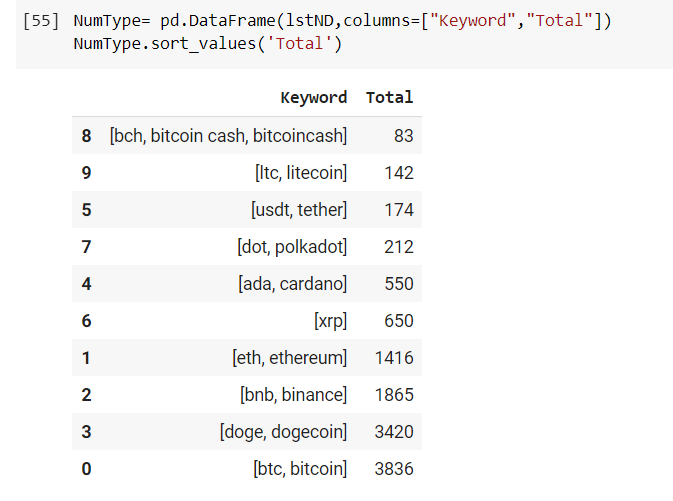 [55] NumType= pd.DataFrame(lstND,columns=["Keyword","Total"])
NumType.sort_values('Total')
Keyword Total
8 [bch, bitcoin cash, bitcoincash] 83
9 [ltc, litecoin] 142
5 [usdt, tether] 174
7 [dot, polkadot] 212
4 [ada, cardano] 550
6 [xrp] 650
1 [eth, ethereum] 1416
2 [bnb, binance] 1865
3 [doge, dogecoin] 3420
0 [btc, bitcoin] 3836